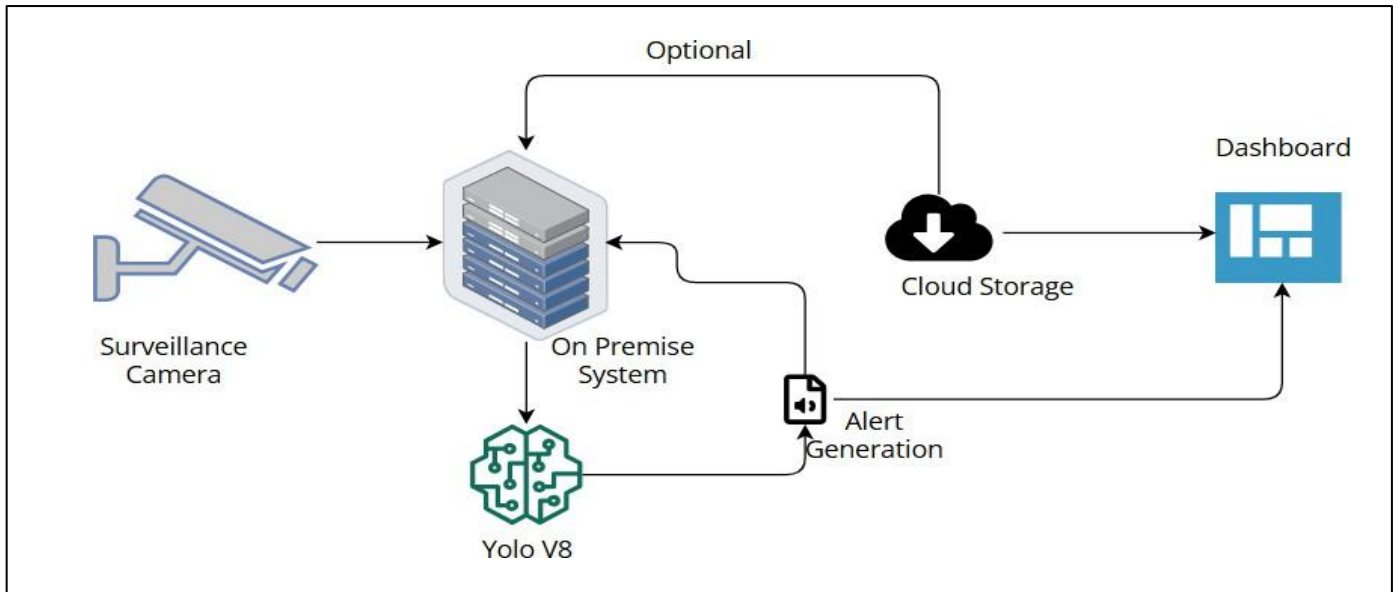 Optional
Dashboard
Cloud Storage
Surveillance
Camera
On Premise
System
Alert
Generation
Yolo V8